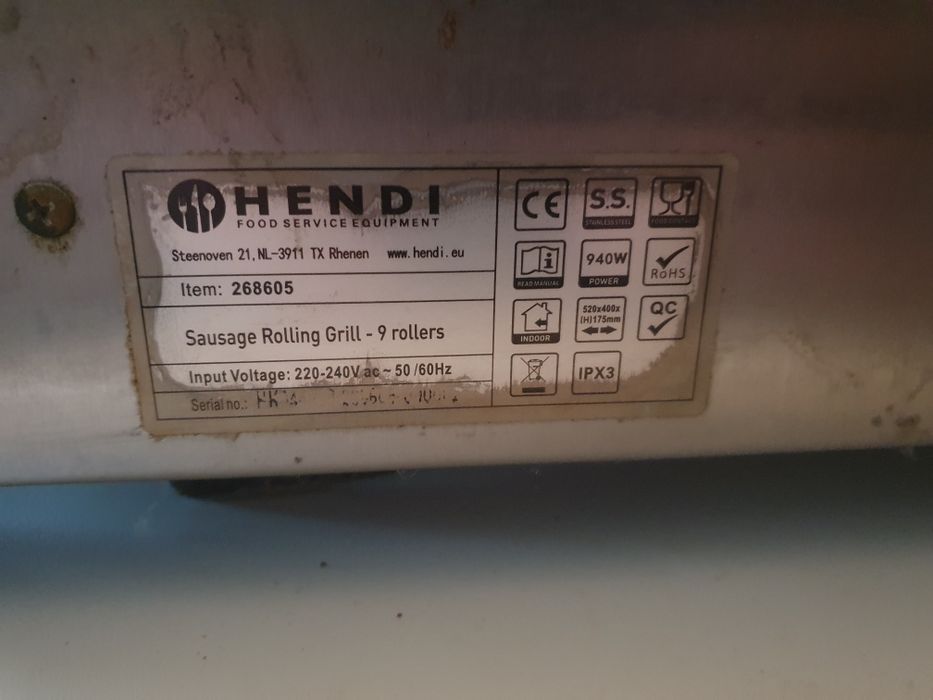 HENDI
FOOD SERVICE EQUIPMENT
Steenoven 21, NL-3911 TX Rhenen www.hendi.eu
Item: 268605
Sausage Rolling Grill - 9 rollers
Input Voltage: 220-240V ac ~ 50 /60Hz
Serial no.:
CE
S.S.
STAINLESS STEEL
FOOD CONTACT
READ MANUAL
940W
POWER
RoHS
INDOOR
520x400x
(H)175mm
QC
IPX3